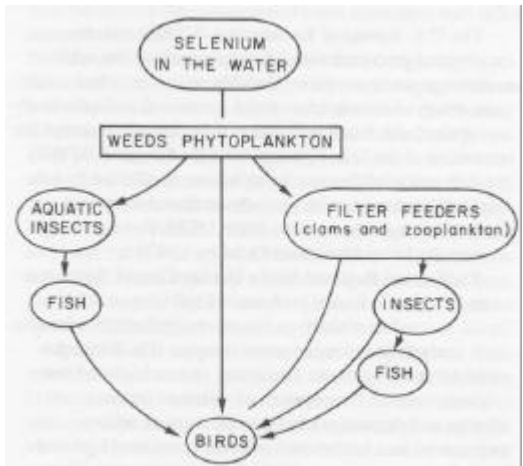 SELENIUM
IN THE WATER
WEEDS PHYTOPLANKTON
AQUATIC
INSECTS
FILTER FEEDERS
(clams and zooplankton)
FISH
INSECTS
FISH
BIRDS